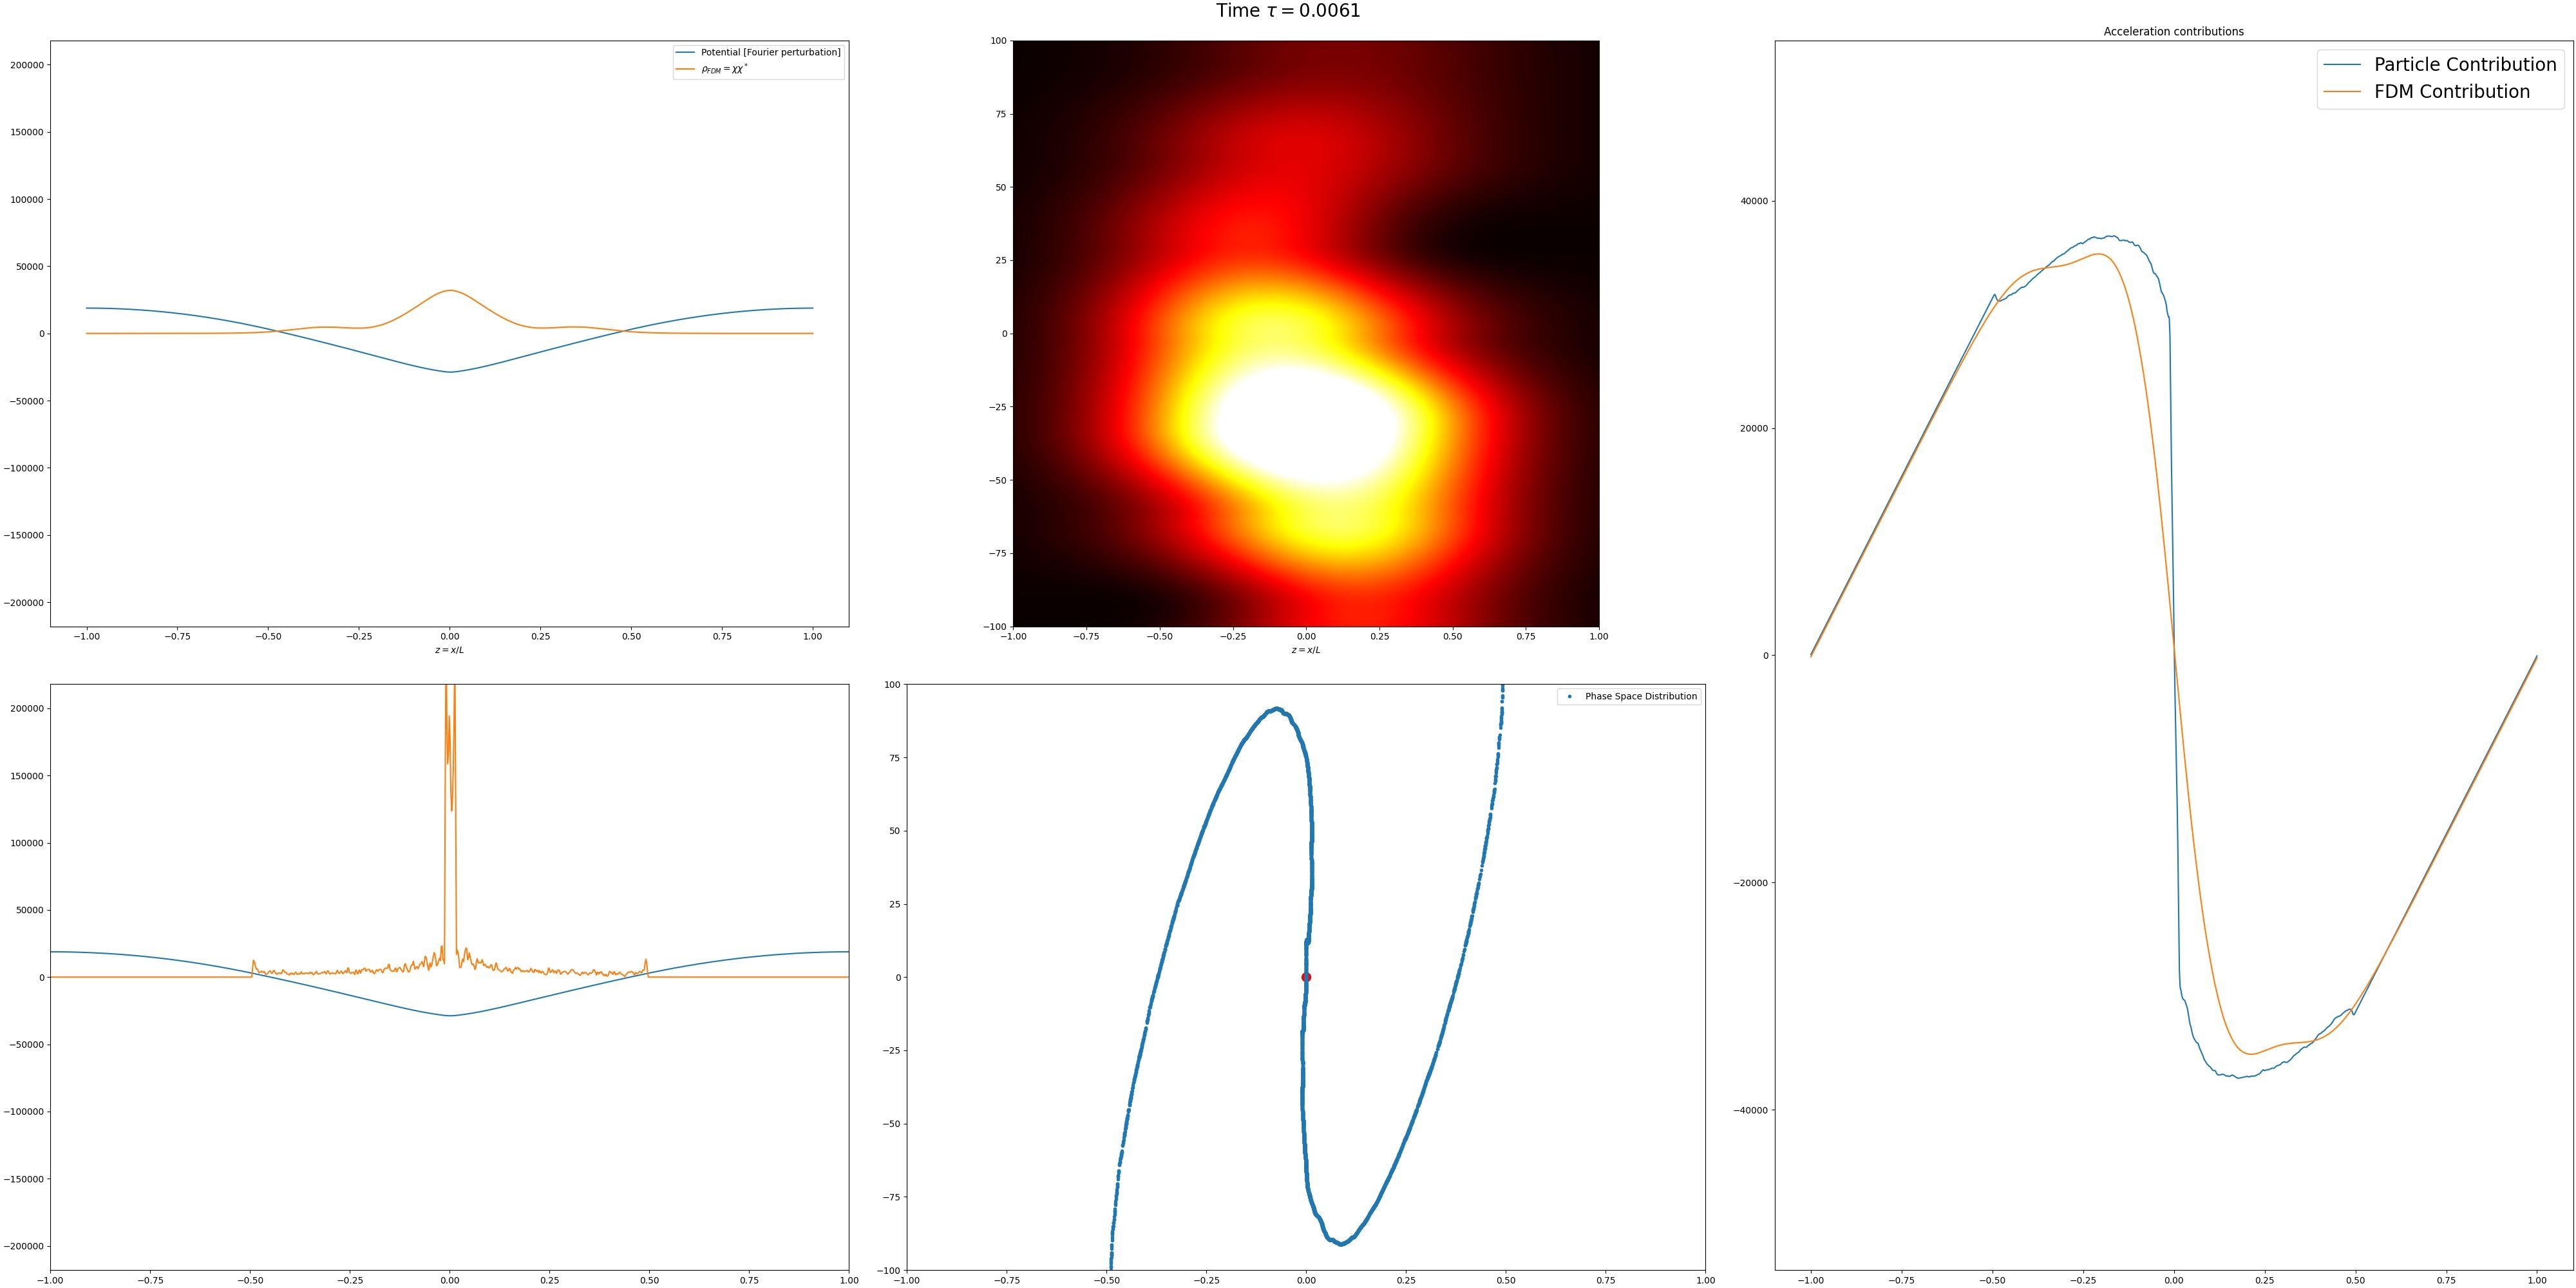 Time τ = 0.0061
Potential [Fourier perturbation]
ρFDM = χχ*
200000
150000
100000
50000
0
−50000
−100000
−150000
−200000
−1.00 −0.75 −0.50 −0.25 0.00 0.25 0.50 0.75 1.00
z = x/L
100
75
50
25
0
−25
−50
−75
−100
−1.00 −0.75 −0.50 −0.25 0.00 0.25 0.50 0.75 1.00
z = x/L
Acceleration contributions
Particle Contribution
FDM Contribution
40000
20000
0
−20000
−40000
−1.00 −0.75 −0.50 −0.25 0.00 0.25 0.50 0.75 1.00
200000
150000
100000
50000
0
−50000
−100000
−150000
−200000
−1.00 −0.75 −0.50 −0.25 0.00 0.25 0.50 0.75 1.00
Phase Space Distribution
100
75
50
25
0
−25
−50
−75
−100
−1.00 −0.75 −0.50 −0.25 0.00 0.25 0.50 0.75 1.00